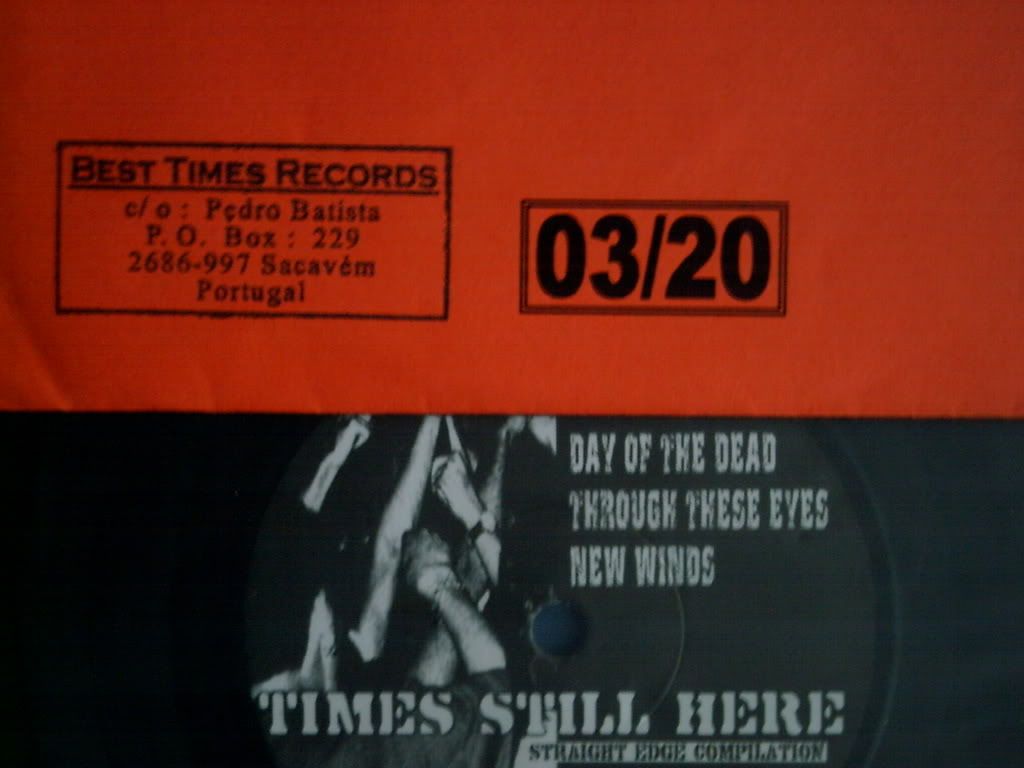 BEST TIMES RECORDS
c/o : Pedro Batista
P.O. Box : 229
2686-997 Sacavém
Portugal
03/20
DAY OF THE DEAD
THROUGH THESE EYES
NEW WINDS
TIMES STILL HERE
STRAIGHT EDGE COMPILATION